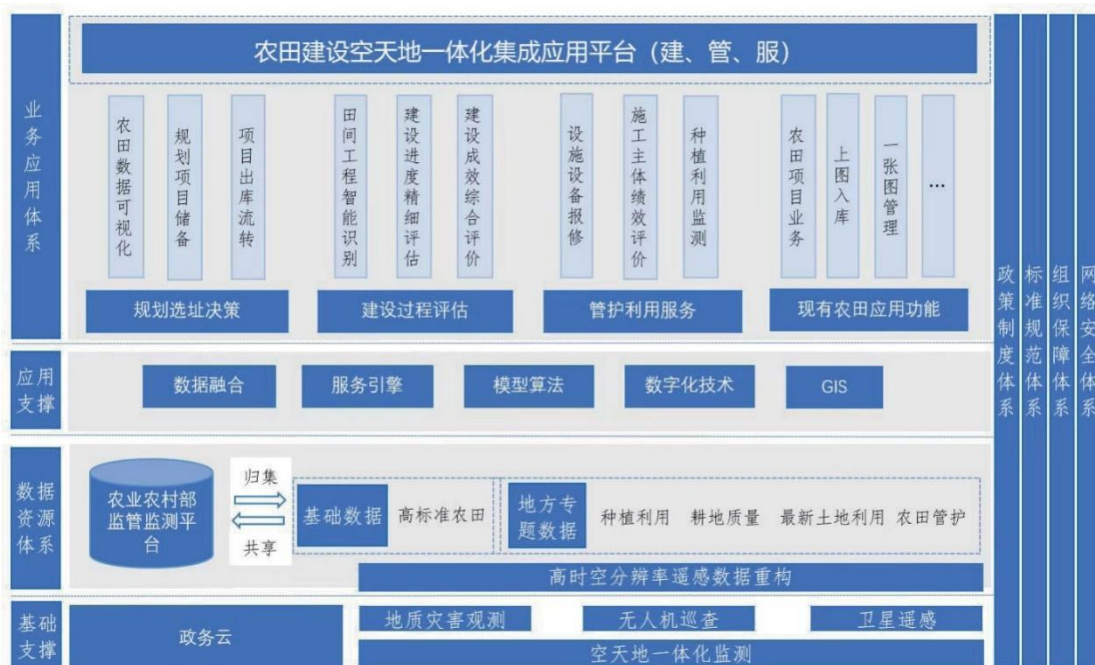 农田建设空天地一体化集成应用平台（建、管、服）
业务应用体系
农田数据可视化
规划项目储备
项目出库流转
规划选址决策
田间工程智能识别
建设进度精细评估
建设成效综合评价
建设过程评估
设施设备报修
施工主体绩效评价
种植利用监测
管护利用服务
农田项目业务
上图入库
一张图管理
…
现有农田应用功能
应用
支撑
数据融合
服务引擎
模型算法
数字化技术
GIS
数据
资源
体系
农业农村部
监管监测平
台
归集
共享
基础数据
高标准农田
地方专
题数据
种植利用
耕地质量
最新土地利用
农田管护
高时空分辨率遥感数据重构
基础
支撑
政务云
地质灾害观测
无人机巡查
卫星遥感
空天地一体化监测
政策制度体系
标准规范体系
组织保障体系
网络安全体系